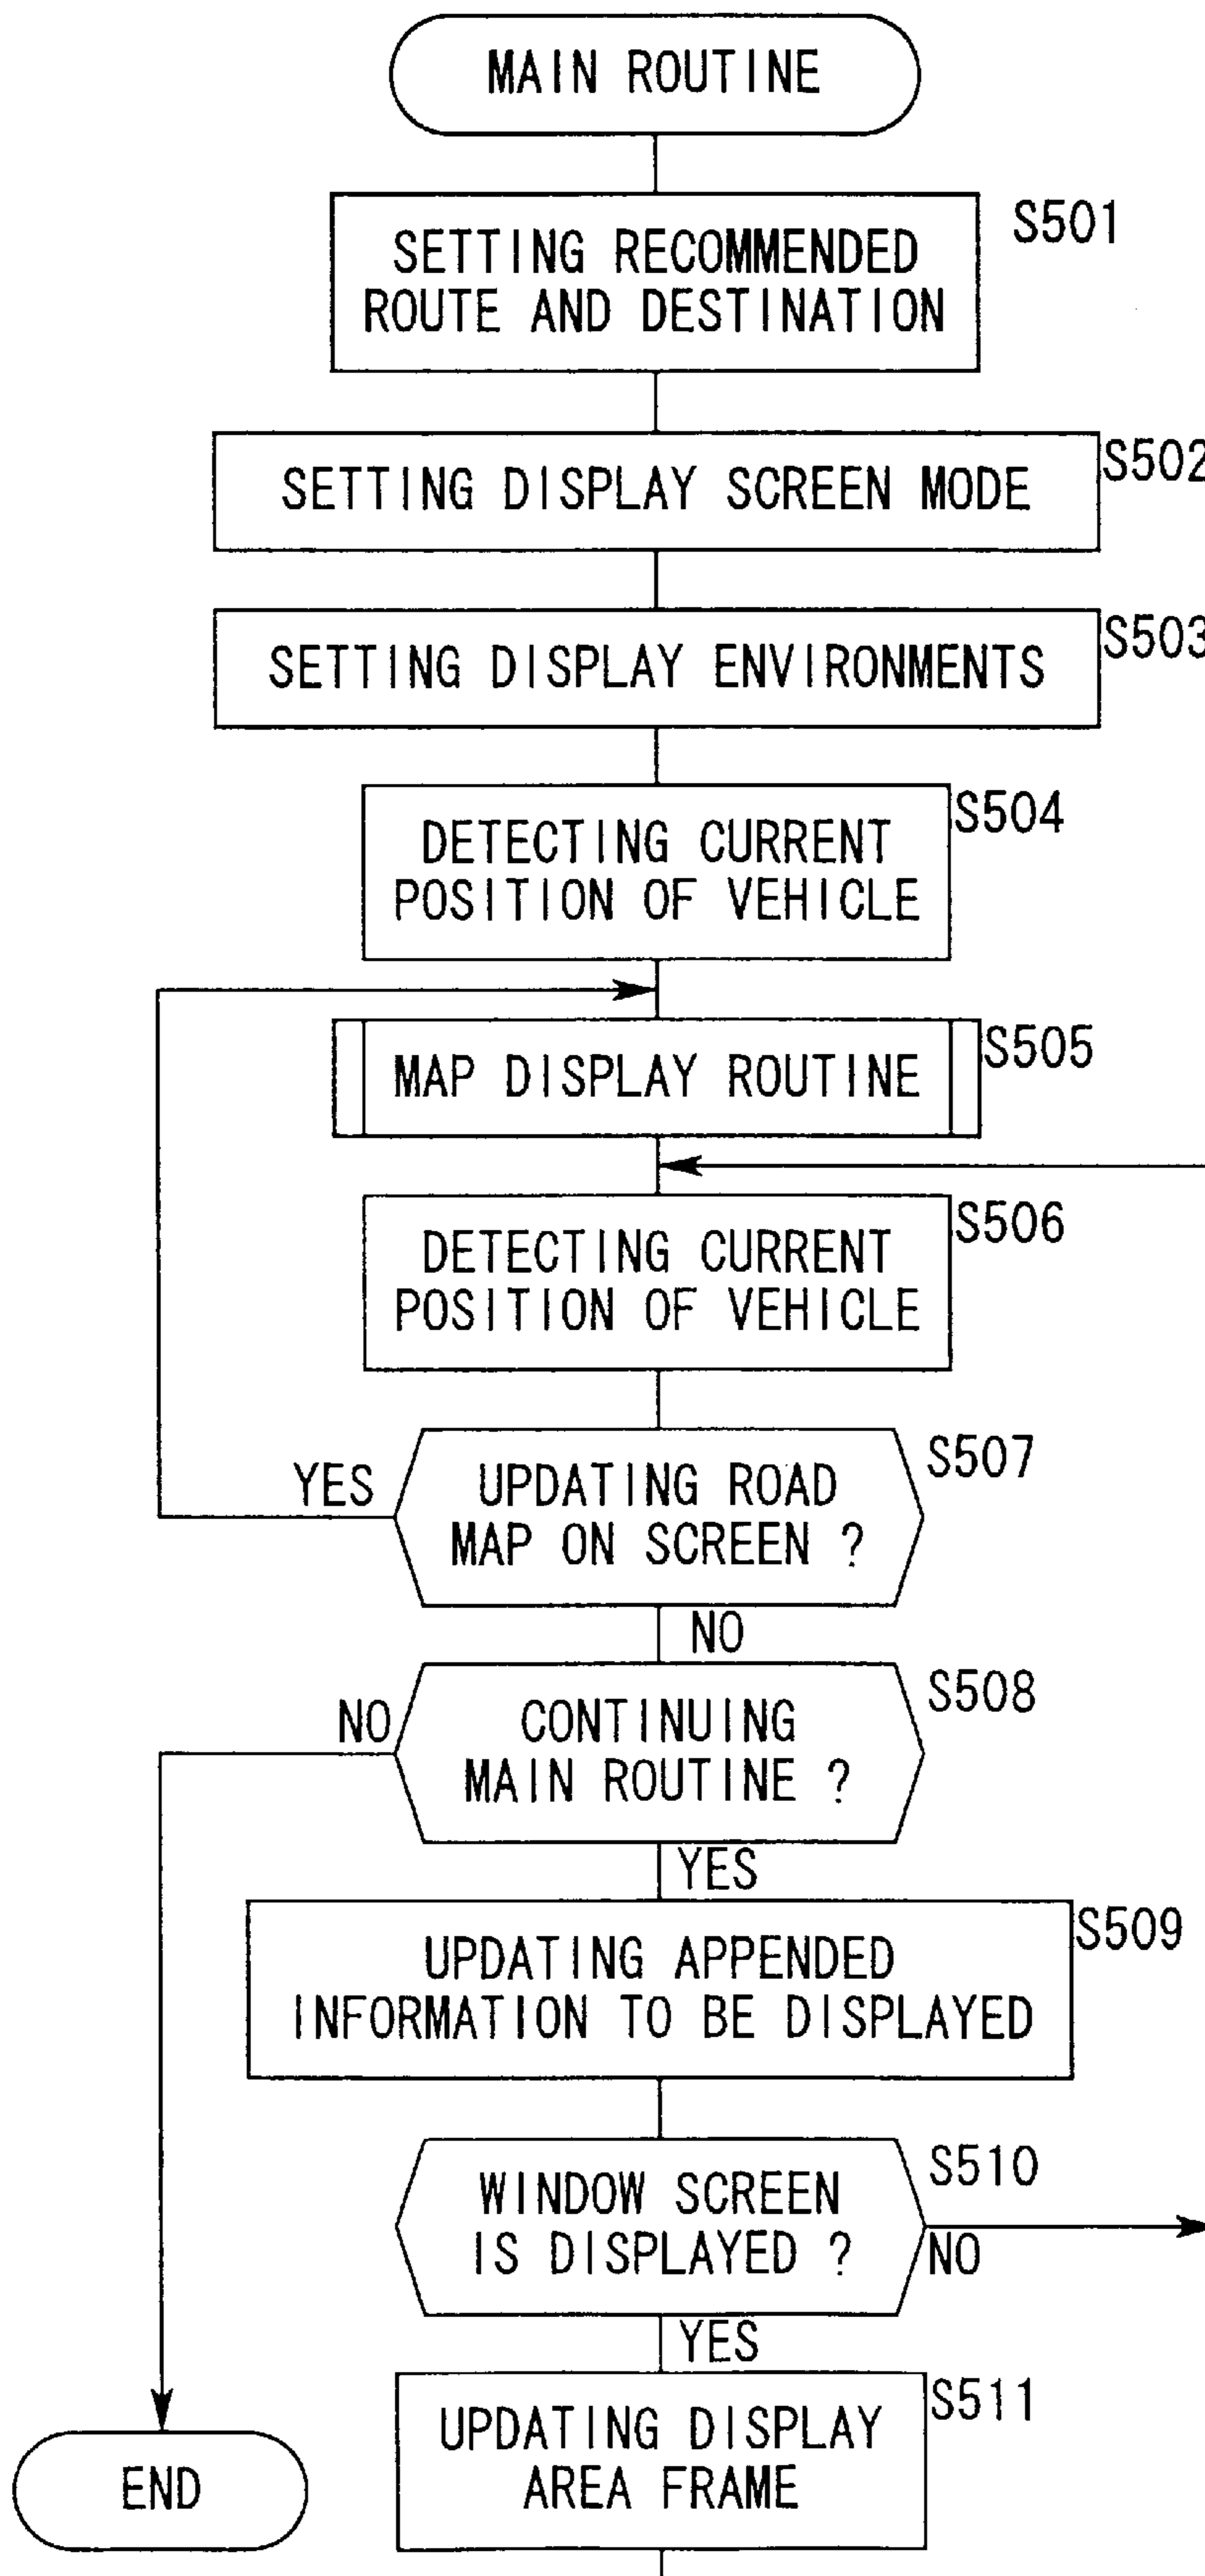 MAIN ROUTINE
S501
SETTING RECOMMENDED
ROUTE AND DESTINATION
S502
SETTING DISPLAY SCREEN MODE
S503
SETTING DISPLAY ENVIRONMENTS
S504
DETECTING CURRENT
POSITION OF VEHICLE
S505
MAP DISPLAY ROUTINE
S506
DETECTING CURRENT
POSITION OF VEHICLE
S507
YES
UPDATING ROAD
MAP ON SCREEN ?
NO
S508
NO
CONTINUING
MAIN ROUTINE ?
YES
S509
UPDATING APPENDED
INFORMATION TO BE DISPLAYED
S510
WINDOW SCREEN
IS DISPLAYED ?
NO
YES
S511
UPDATING DISPLAY
AREA FRAME
END